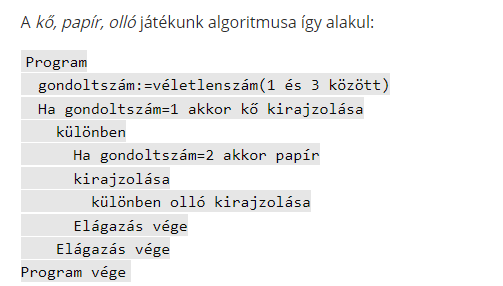 A kő, papír, olló játékunk algoritmusa így alakul:
Program
gondoltszám:=véletlenszám(1 és 3 között)
Ha gondoltszám=1 akkor kő kirajzolása
különben
Ha gondoltszám=2 akkor papír
kirajzolása
különben olló kirajzolása
Elágazás vége
Elágazás vége
Program vége